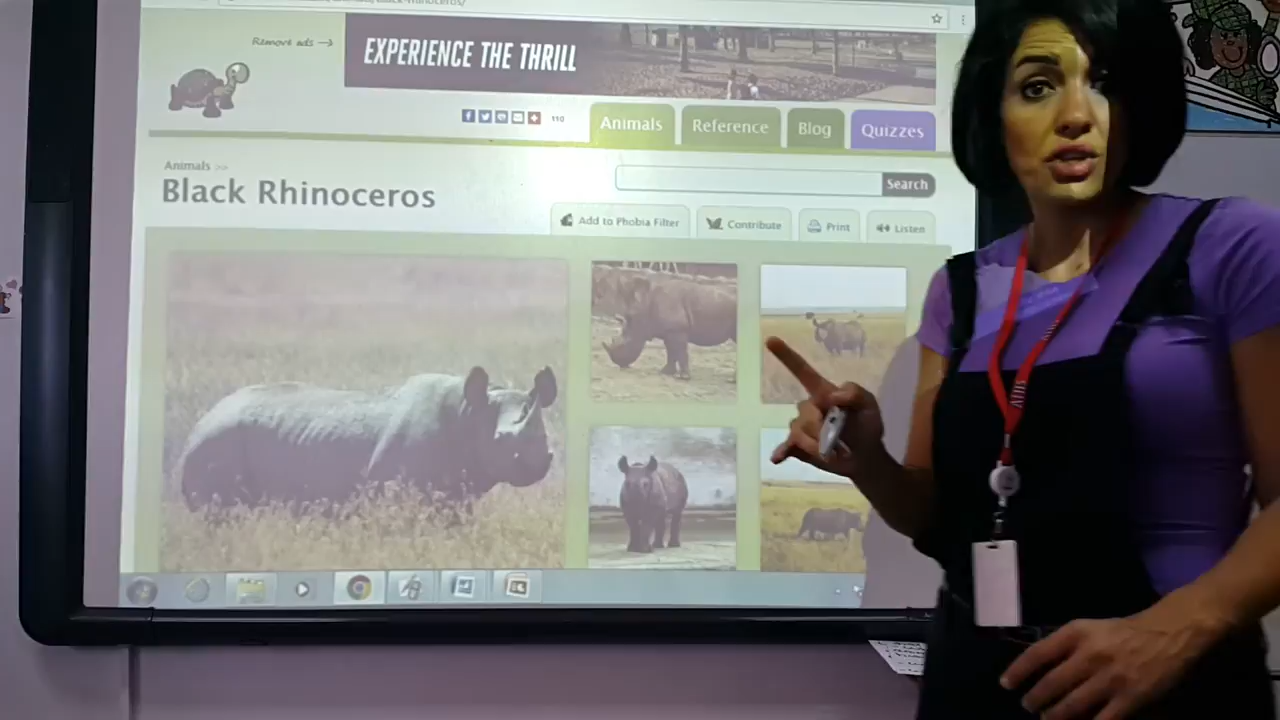 Remove ads →
EXPERIENCE THE THRILL
110
Animals
Reference
Blog
Quizzes
Animals >>
Black Rhinoceros
Search
Add to Phobia Filter
Contribute
Print
Listen